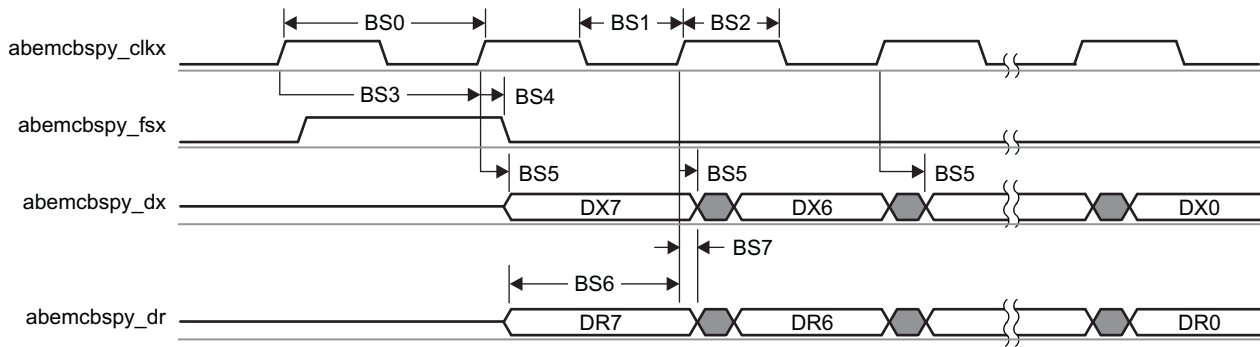 BS0
BS1
BS2
abemcbspy_clkx
BS3
BS4
abemcbspy_fsx
BS5
BS5
BS5
abemcbspy_dx
DX7
DX6
DX0
BS7
BS6
abemcbspy_dr
DR7
DR6
DR0